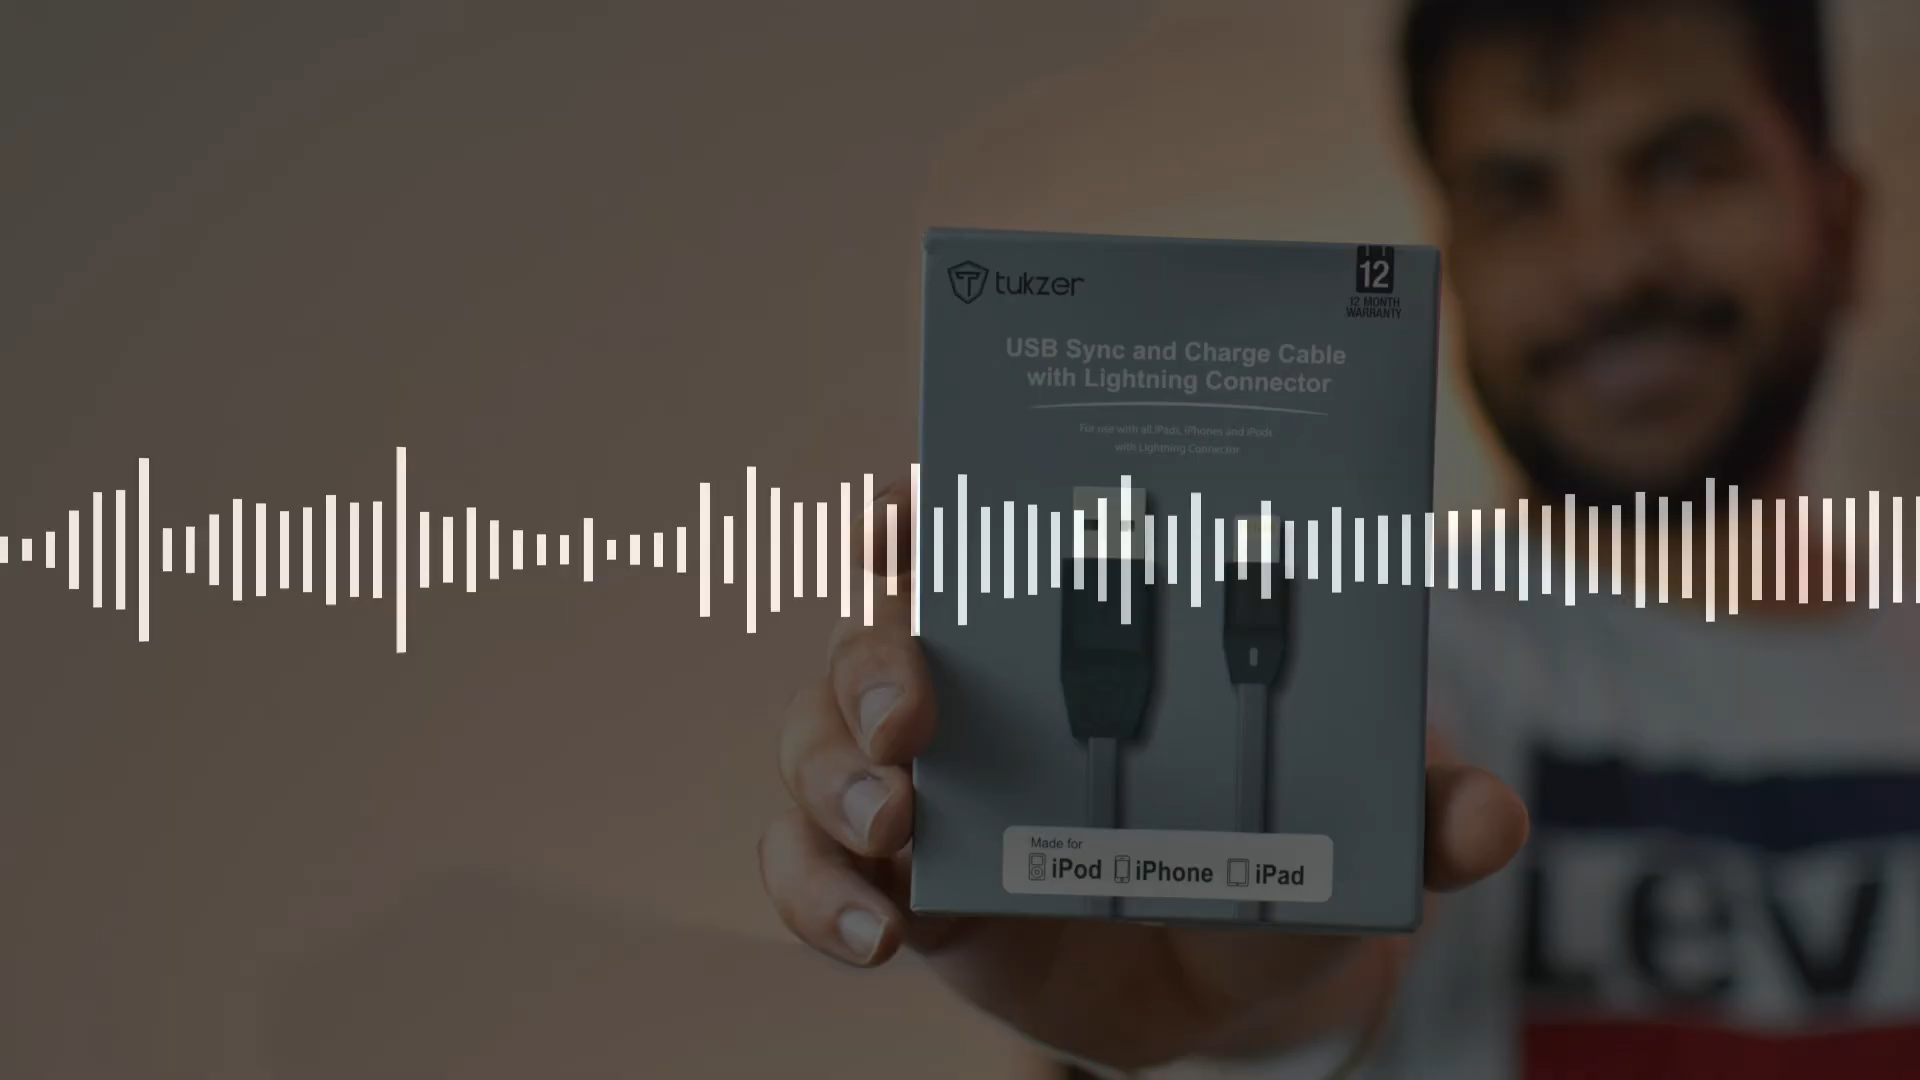 tukzer
12
12 MONTH
WARRANTY
USB Sync and Charge Cable
with Lightning Connector
For use with all iPads, iPhones and iPods
with Lightning Connector
Made for
iPod iPhone iPad
Lev